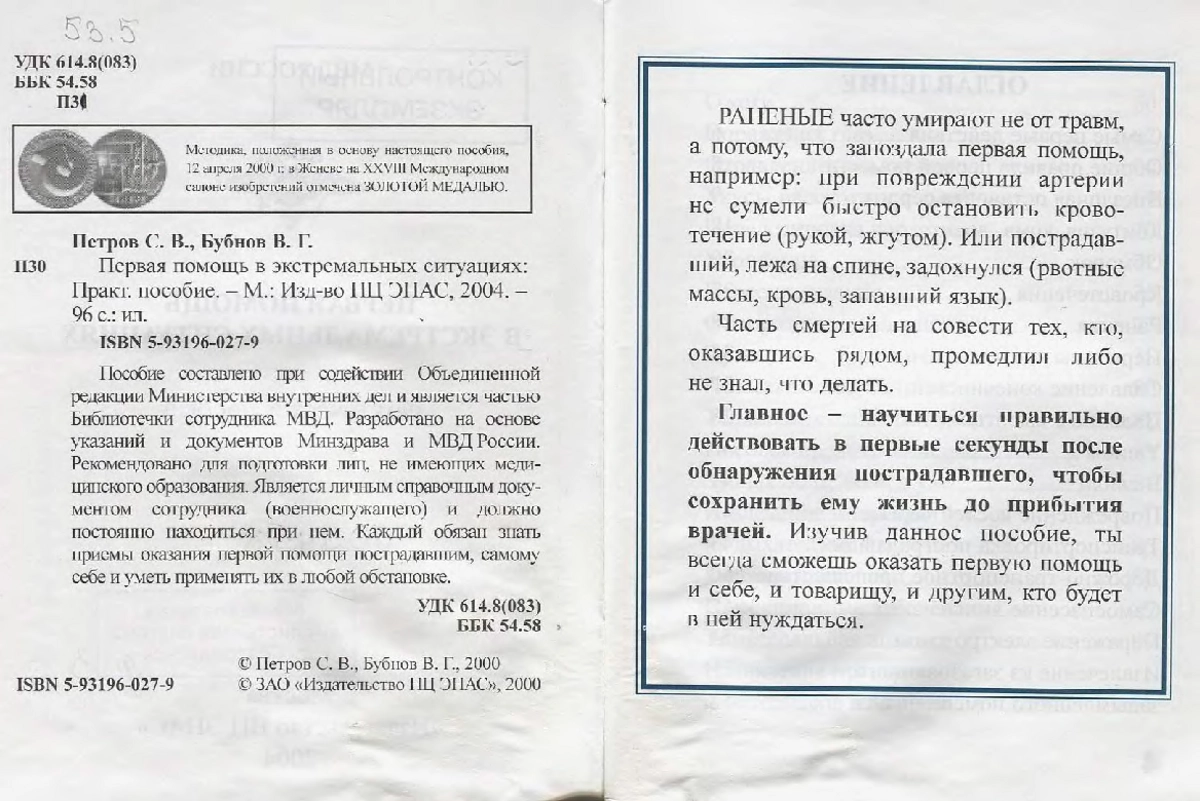 53.5
УДК 614.8(083)
ББК 54.58
П30
Методика, положенная в основу настоящего пособия,
12 апреля 2000 г. в Женеве на XXVIII Международном
салоне изобретений отмечена ЗОЛОТОЙ МЕДАЛЬЮ.
Петров С. В., Бубнов В. Г.
П30 Первая помощь в экстремальных ситуациях:
Практ. пособие. – М.: Изд-во НЦ ЭНАС, 2004. –
96 с.: ил.
ISBN 5-93196-027-9
Пособие составлено при содействии Объединенной
редакции Министерства внутренних дел и является частью
Библиотечки сотрудника МВД. Разработано на основе
указаний и документов Минздрава и МВД России.
Рекомендовано для подготовки лиц, не имеющих меди-
цинского образования. Является личным справочным доку-
ментом сотрудника (военнослужащего) и должно
постоянно находиться при нем. Каждый обязан знать
приемы оказания первой помощи пострадавшим, самому
себе и уметь применять их в любой обстановке.
УДК 614.8(083)
ББК 54.58
© Петров С. В., Бубнов В. Г., 2000
ISBN 5-93196-027-9 © ЗАО «Издательство НЦ ЭНАС», 2000
РАНЕНЫЕ часто умирают не от травм,
а потому, что запоздала первая помощь,
например: при повреждении артерии
не сумели быстро остановить крово-
течение (рукой, жгутом). Или пострадав-
ший, лежа на спине, задохнулся (рвотные
массы, кровь, запавший язык).
Часть смертей на совести тех, кто,
оказавшись рядом, промедлил либо
не знал, что делать.
Главное – научиться правильно
действовать в первые секунды после
обнаружения пострадавшего, чтобы
сохранить ему жизнь до прибытия
врачей. Изучив данное пособие, ты
всегда сможешь оказать первую помощь
и себе, и товарищу, и другим, кто будет
в ней нуждаться.